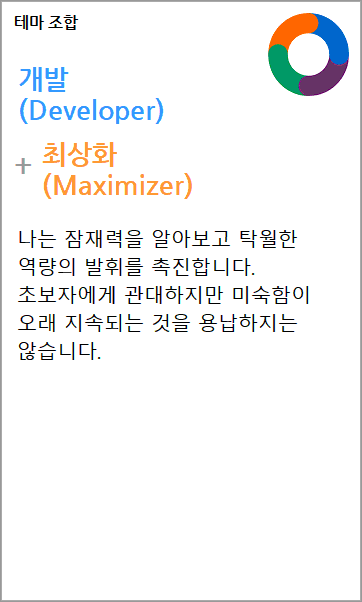 테마 조합
개발
(Developer)
+ 최상화
(Maximizer)
나는 잠재력을 알아보고 탁월한
역량의 발휘를 촉진합니다.
초보자에게 관대하지만 미숙함이
오래 지속되는 것을 용납하지는
않습니다.